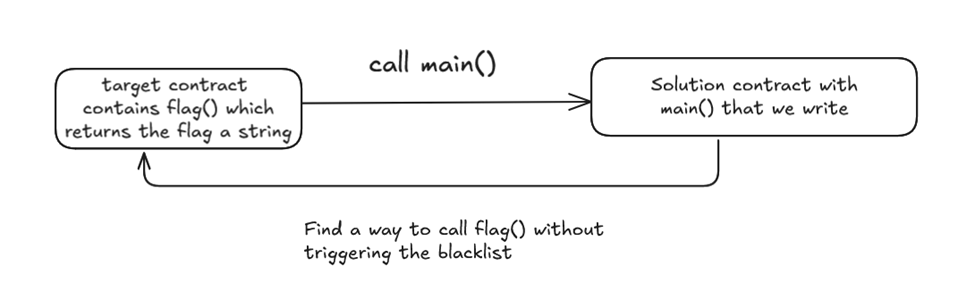 target contract
contains flag() which
returns the flag a string
call main()
Solution contract with
main() that we write
Find a way to call flag() without
triggering the blacklist